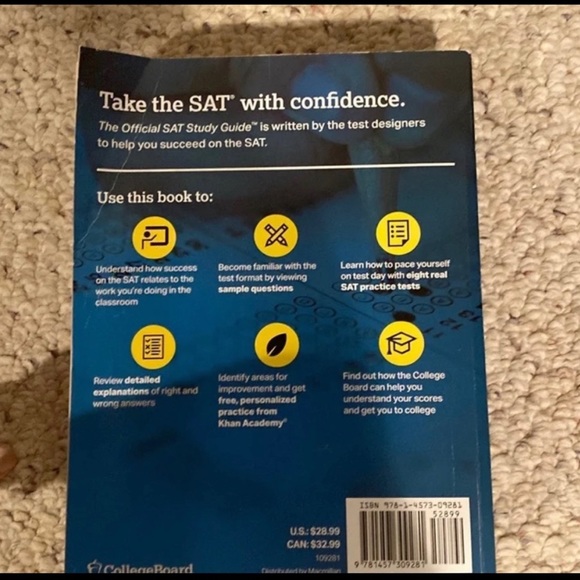 Take the SAT® with confidence.
The Official SAT Study Guide™ is written by the test designers
to help you succeed on the SAT.
Use this book to:
Understand how success
on the SAT relates to the
work you're doing in the
classroom
Become familiar with the
test format by viewing
sample questions
Learn how to pace yourself
on test day with eight real
SAT practice tests
Review detailed
explanations of right and
wrong answers
Identify areas for
improvement and get
free, personalized
practice from
Khan Academy®
Find out how the College
Board can help you
understand your scores
and get you to college
ISBN 978-1-4573-09281
52899
U.S.: $28.99
CAN: $32.99
109281
Distributed by Macmillan
9 781457 309281
CollegeBoard